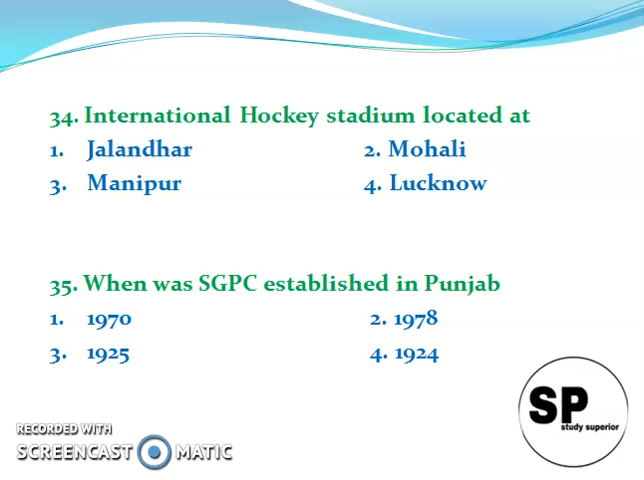 34. International Hockey stadium located at
1. Jalandhar 2. Mohali
3. Manipur 4. Lucknow
35. When was SGPC established in Punjab
1. 1970 2. 1978
3. 1925 4. 1924
SP
study superior
RECORDED WITH
SCREENCAST MATIC